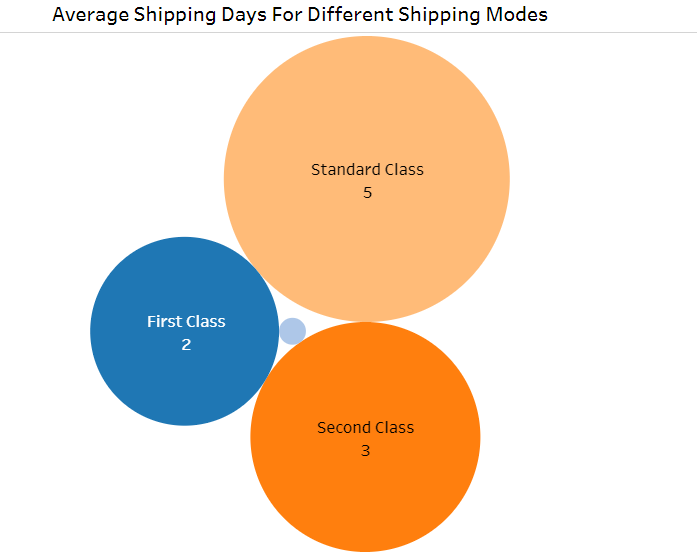 Average Shipping Days For Different Shipping Modes
Standard Class
5
First Class
2
Second Class
3